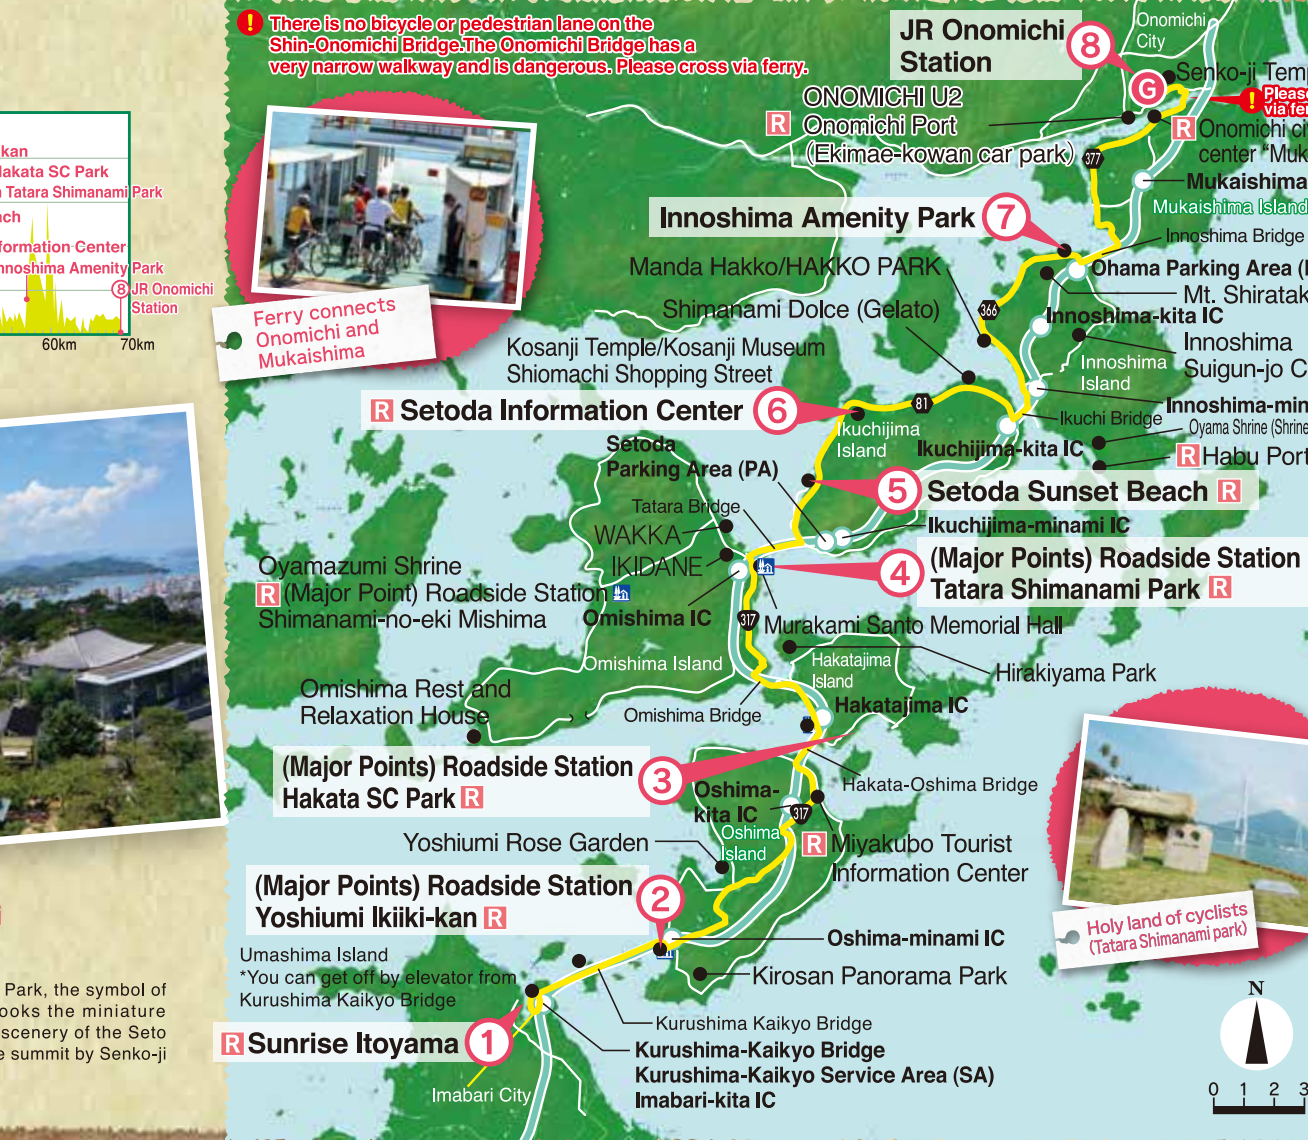 ! There is no bicycle or pedestrian lane on the
Shin-Onomichi Bridge.The Onomichi Bridge has a
very narrow walkway and is dangerous. Please cross via ferry.
JR Onomichi
Station
8
Onomichi
City
G
Senko-ji
! Please
via
ONOMICHI U2
R Onomichi Port
(Ekimae-kowan car park)
R Onomichi
center
377
Mukaishima
Mukaishima Island
Innoshima Amenity Park 7
Innoshima Bridge
Manda Hakko/HAKKO PARK
Ohama Parking Area
Mt.
Shimanami Dolce (Gelato)
366
Innoshima-kita IC
Innoshima
Suigun-jo
Innoshima
Island
Kosanji Temple/Kosanji Museum
Shiomachi Shopping Street
R Setoda Information Center 6
81
Ikuchijima
Island
Ikuchi Bridge
Oyama Shrine
Ikuchijima-kita IC
R Habu Port
Setoda
Parking Area (PA)
5 Setoda Sunset Beach R
Tatara Bridge
Ikuchijima-minami IC
WAKKA
IKIDANE
4 (Major Points) Roadside Station
Tatara Shimanami Park R
Oyamazumi Shrine
R (Major Point) Roadside Station
Shimanami-no-eki Mishima
Omishima IC
317
Murakami Santo Memorial Hall
Omishima Island
Hakatajima
Island
Hirakiyama Park
Omishima Rest and
Relaxation House
Omishima Bridge
Hakatajima IC
(Major Points) Roadside Station
Hakata SC Park R
3
Oshima-
kita IC
317
Hakata-Oshima Bridge
Oshima
Island
Yoshiumi Rose Garden
R Miyakubo Tourist
Information Center
(Major Points) Roadside Station
Yoshiumi Ikiiki-kan R
2
Oshima-minami IC
Umashima Island
*You can get off by elevator from
Kurushima Kaikyo Bridge
Kirosan Panorama Park
R Sunrise Itoyama 1
Kurushima Kaikyo Bridge
Kurushima-Kaikyo Bridge
Kurushima-Kaikyo Service Area (SA)
Imabari-kita IC
Imabari City
Ferry connects
Onomichi and
Mukaishima
Holy land of cyclists
(Tatara Shimanami park)
N
0 1 2 3
SC Park
Tatara Shimanami Park
Center
Amenity Park
8 JR Onomichi
Station
60km 70km
Park, the symbol of
the miniature
scenery of the Seto
summit by Senko-ji